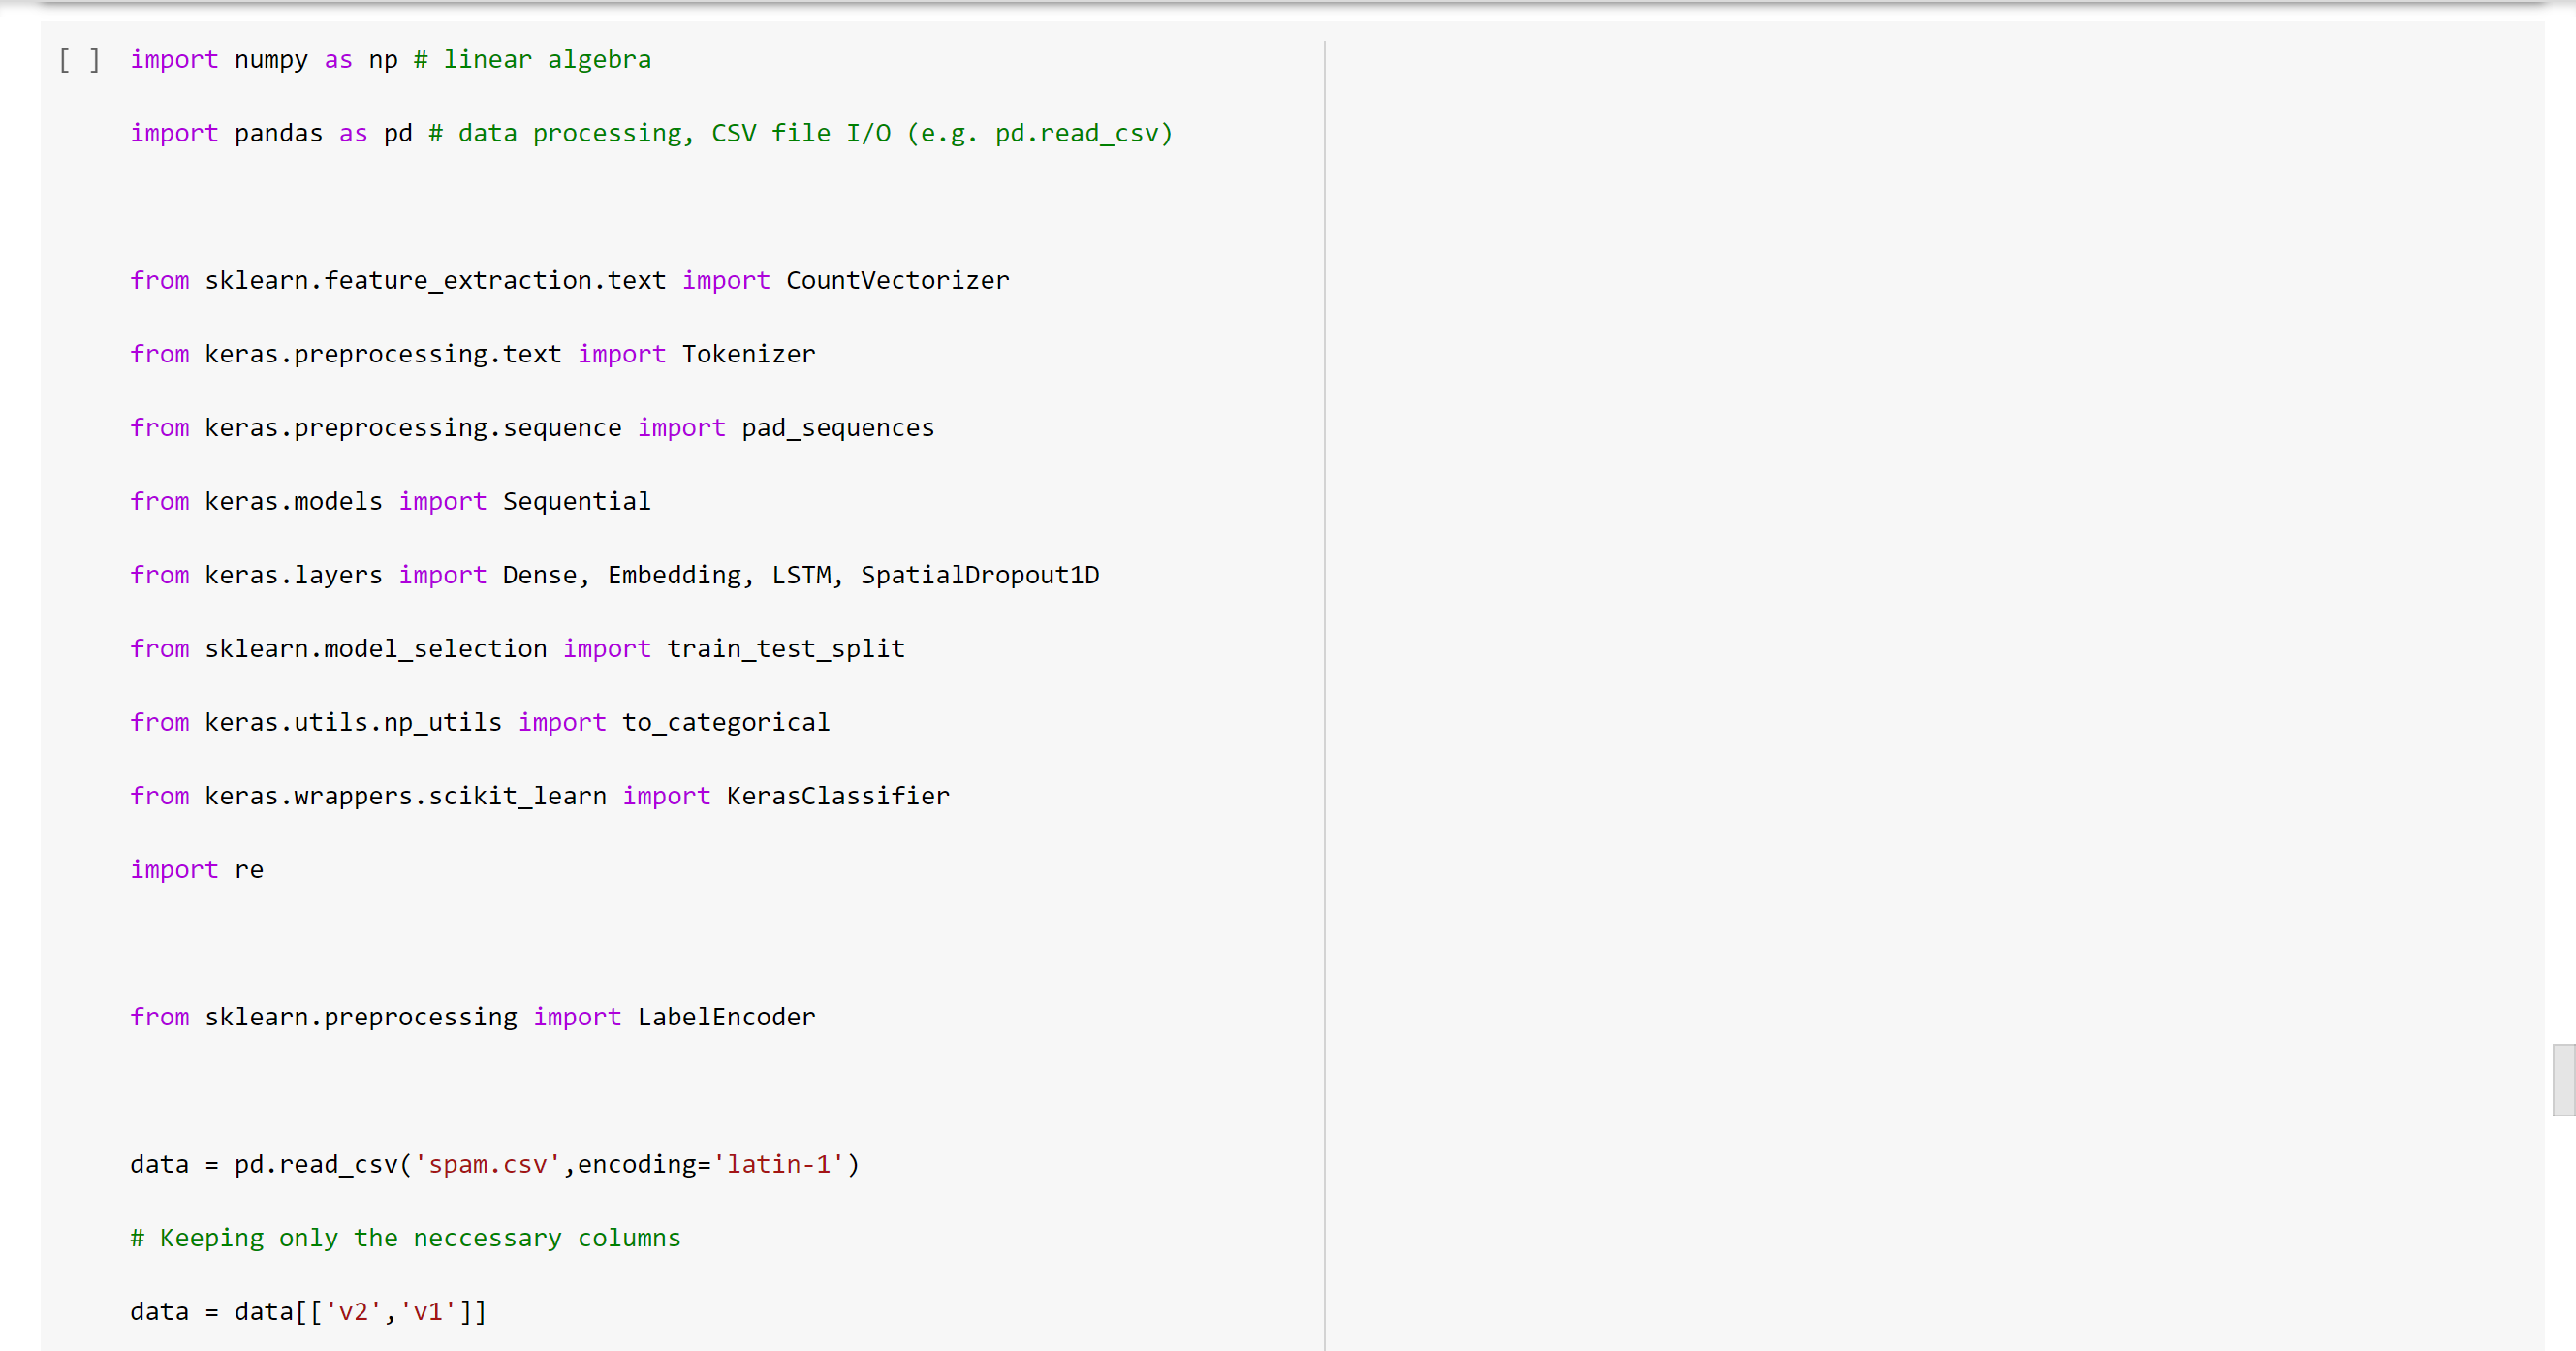 [ ] import numpy as np # linear algebra
import pandas as pd # data processing, CSV file I/O (e.g. pd.read_csv)
from sklearn.feature_extraction.text import CountVectorizer
from keras.preprocessing.text import Tokenizer
from keras.preprocessing.sequence import pad_sequences
from keras.models import Sequential
from keras.layers import Dense, Embedding, LSTM, SpatialDropout1D
from sklearn.model_selection import train_test_split
from keras.utils.np_utils import to_categorical
from keras.wrappers.scikit_learn import KerasClassifier
import re
from sklearn.preprocessing import LabelEncoder
data = pd.read_csv('spam.csv',encoding='latin-1')
# Keeping only the neccessary columns
data = data[['v2','v1']]